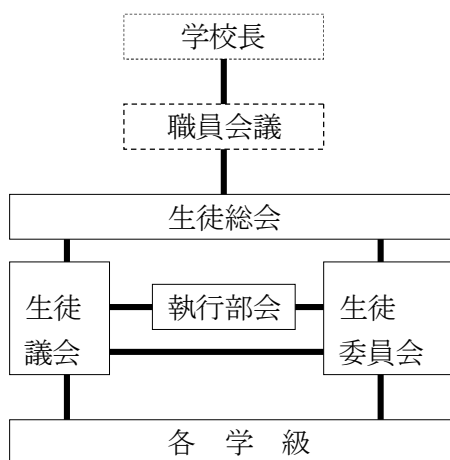 学校長
職員会議
生徒総会
生徒
議会
執行部会
生徒
委員会
各　学　級